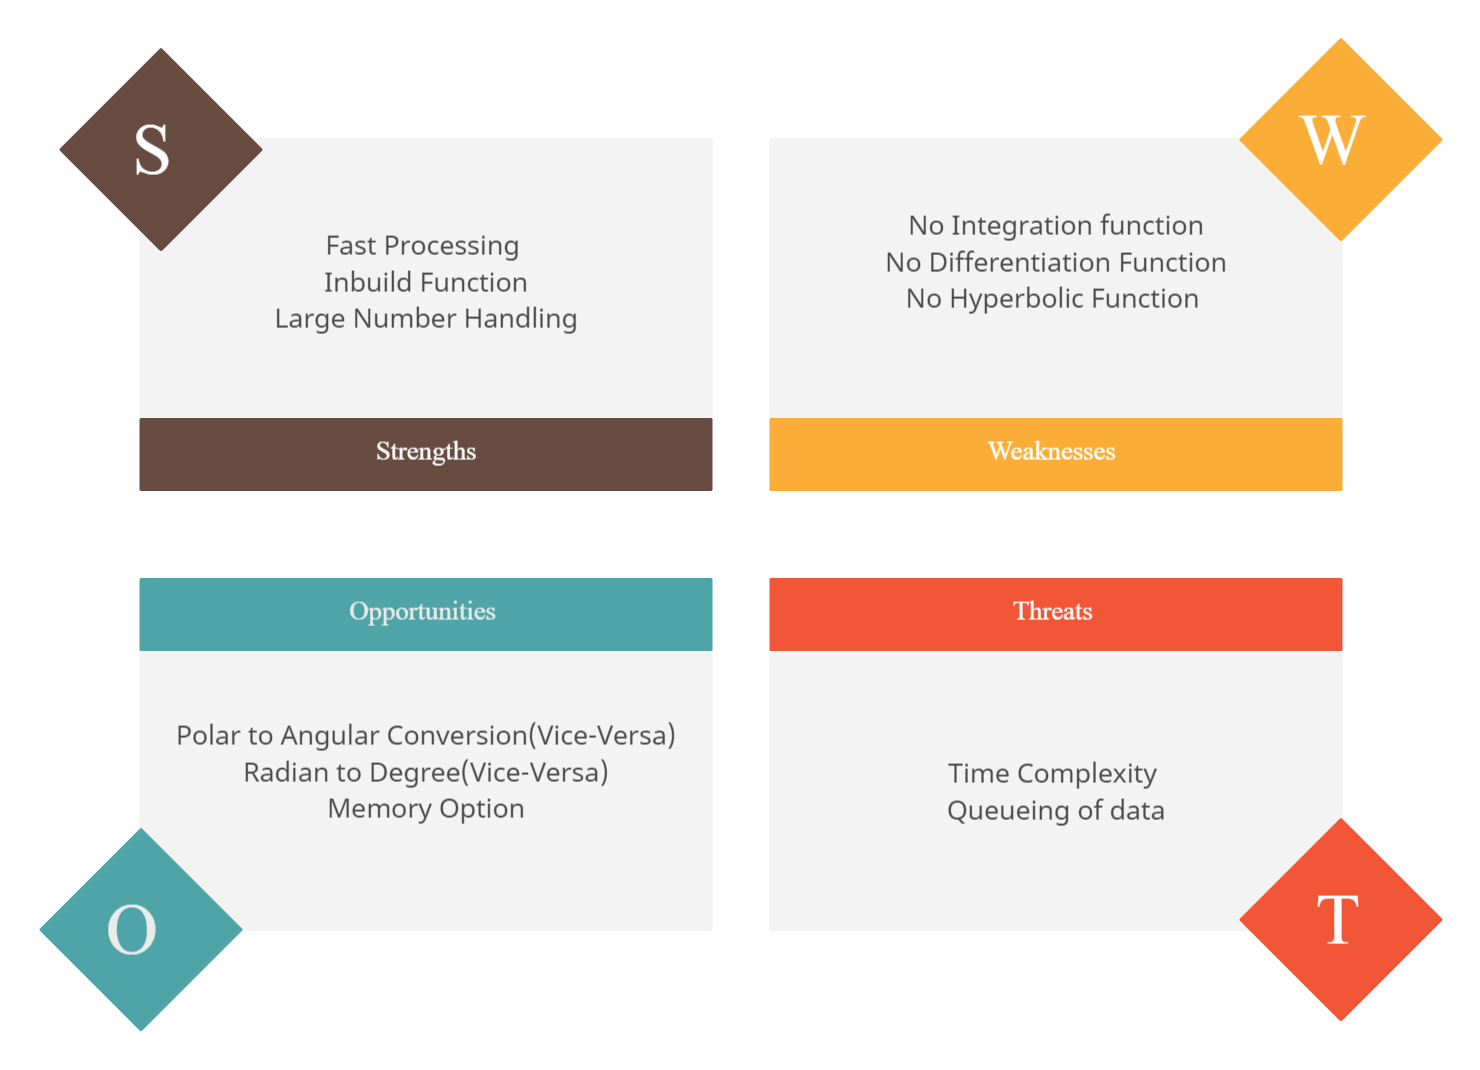 S
Fast Processing
Inbuild Function
Large Number Handling
Strengths
W
No Integration function
No Differentiation Function
No Hyperbolic Function
Weaknesses
Opportunities
Polar to Angular Conversion(Vice-Versa)
Radian to Degree(Vice-Versa)
Memory Option
O
Threats
Time Complexity
Queueing of data
T